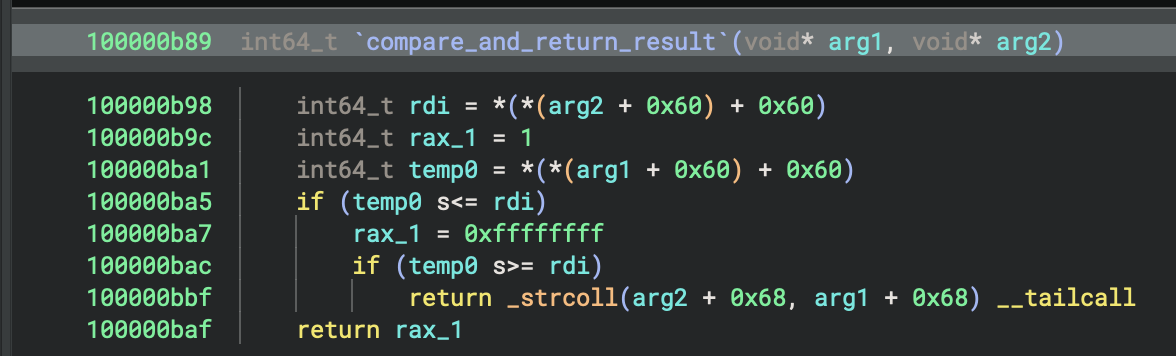 100000b89 int64_t `compare_and_return_result`(void* arg1, void* arg2)
100000b98 int64_t rdi = *(*(arg2 + 0x60) + 0x60)
100000b9c int64_t rax_1 = 1
100000ba1 int64_t temp0 = *(*(arg1 + 0x60) + 0x60)
100000ba5 if (temp0 s<= rdi)
100000ba7 rax_1 = 0xffffffff
100000bac if (temp0 s>= rdi)
100000bbf return _strcoll(arg2 + 0x68, arg1 + 0x68) __tailcall
100000baf return rax_1